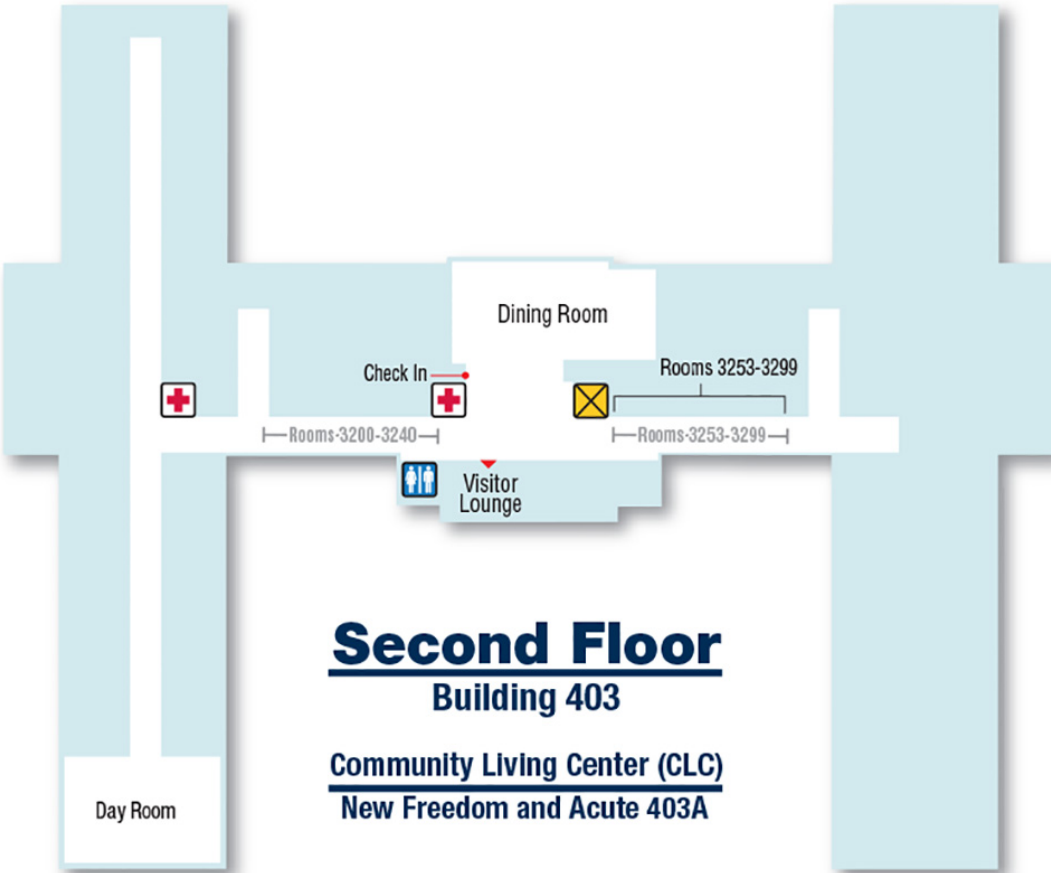 Dining Room
Check In
Rooms 3253-3299
Rooms-3200-3240
Rooms-3253-3299
Visitor
Lounge
Second Floor
Building 403
Community Living Center (CLC)
New Freedom and Acute 403A
Day Room